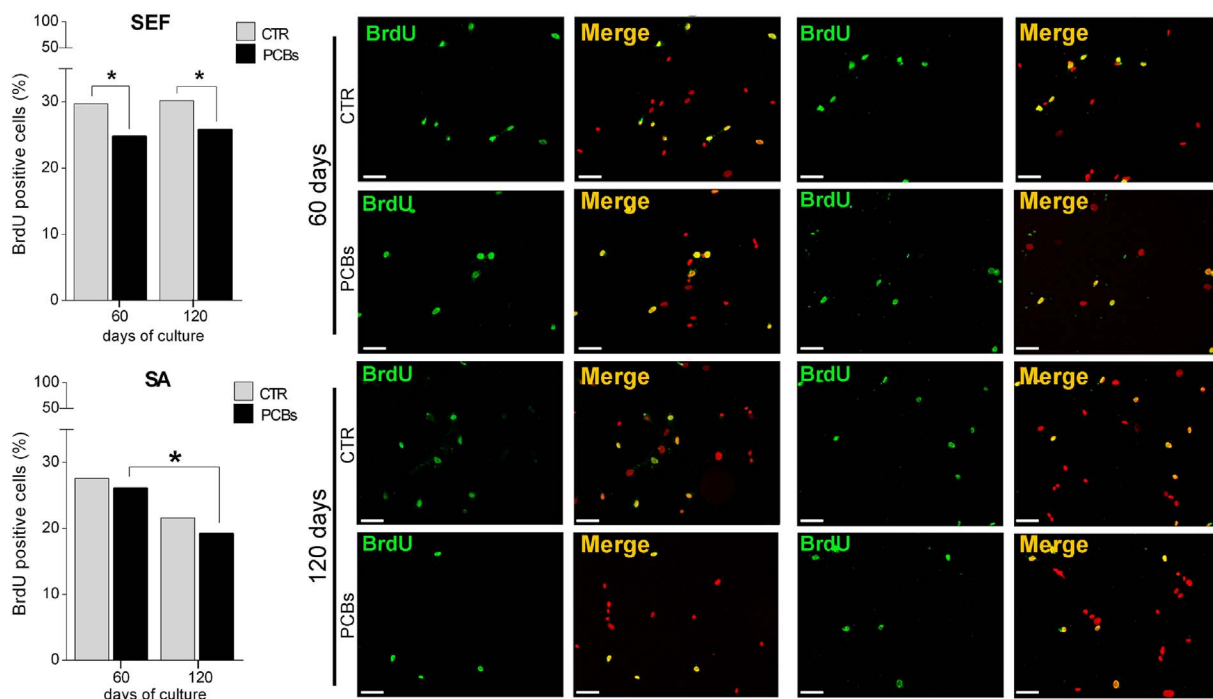 SEF
100
50
30
20
10
0
BrdU positive cells (%)
CTR
PCBs
*
*
60
120
days of culture
SA
100
50
30
20
10
0
BrdU positive cells (%)
CTR
PCBs
*
60
120
days of culture
60 days
CTR
BrdU
Merge
BrdU
Merge
PCBs
BrdU
Merge
BrdU
Merge
120 days
CTR
BrdU
Merge
BrdU
Merge
PCBs
BrdU
Merge
BrdU
Merge